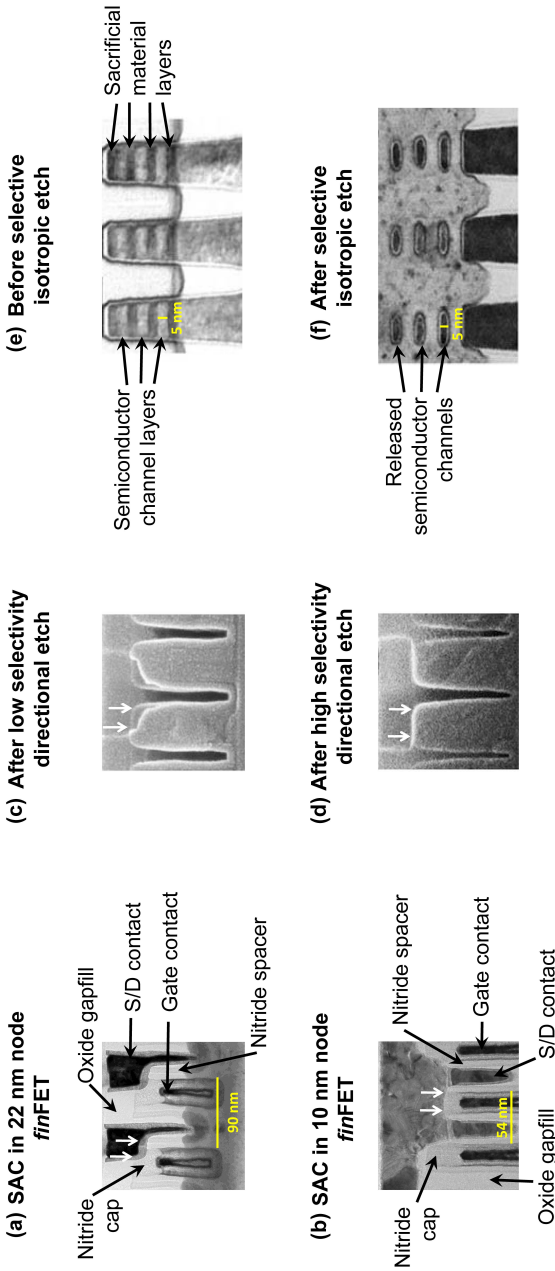 (a) SAC in 22 nm node
finFET
Oxide gapfill
S/D contact
Gate contact
Nitride spacer
Nitride
cap
90 nm
(b) SAC in 10 nm node
finFET
Nitride spacer
Gate contact
S/D contact
Oxide gapfill
Nitride
cap
54 nm
(c) After low selectivity
directional etch
(d) After high selectivity
directional etch
(e) Before selective
isotropic etch
Sacrificial
material
layers
Semiconductor
channel layers
5 nm
(f) After selective
isotropic etch
Released
semiconductor
channels
5 nm